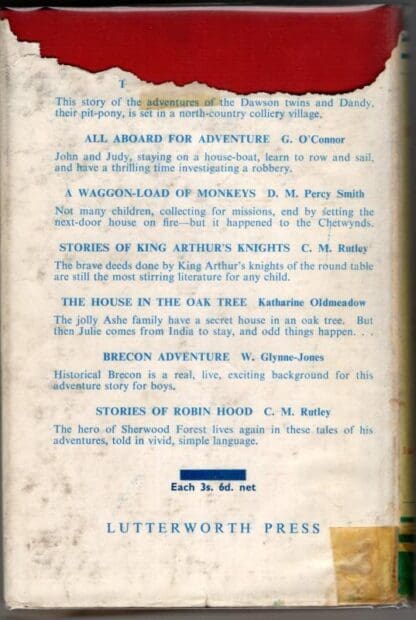 T
This story of the adventures of the Dawson twins and Dandy,
their pit-pony, is set in a north-country colliery village.
ALL ABOARD FOR ADVENTURE G. O'Connor
John and Judy, staying on a house-boat, learn to row and sail,
and have a thrilling time investigating a robbery.
A WAGGON-LOAD OF MONKEYS D. M. Percy Smith
Not many children, collecting for missions, end by setting the
next-door house on fire—but it happened to the Chetwynds.
STORIES OF KING ARTHUR'S KNIGHTS C. M. Rutley
The brave deeds done by King Arthur's knights of the round table
are still the most stirring literature for any child.
THE HOUSE IN THE OAK TREE Katharine Oldmeadow
The jolly Ashe family have a secret house in an oak tree. But
then Julie comes from India to stay, and odd things happen. . .
BRECON ADVENTURE W. Glynne-Jones
Historical Brecon is a real, live, exciting background for this
adventure story for boys.
STORIES OF ROBIN HOOD C. M. Rutley
The hero of Sherwood Forest lives again in these tales of his
adventures, told in vivid, simple language.
Each 3s. 6d. net
LUTTERWORTH PRESS